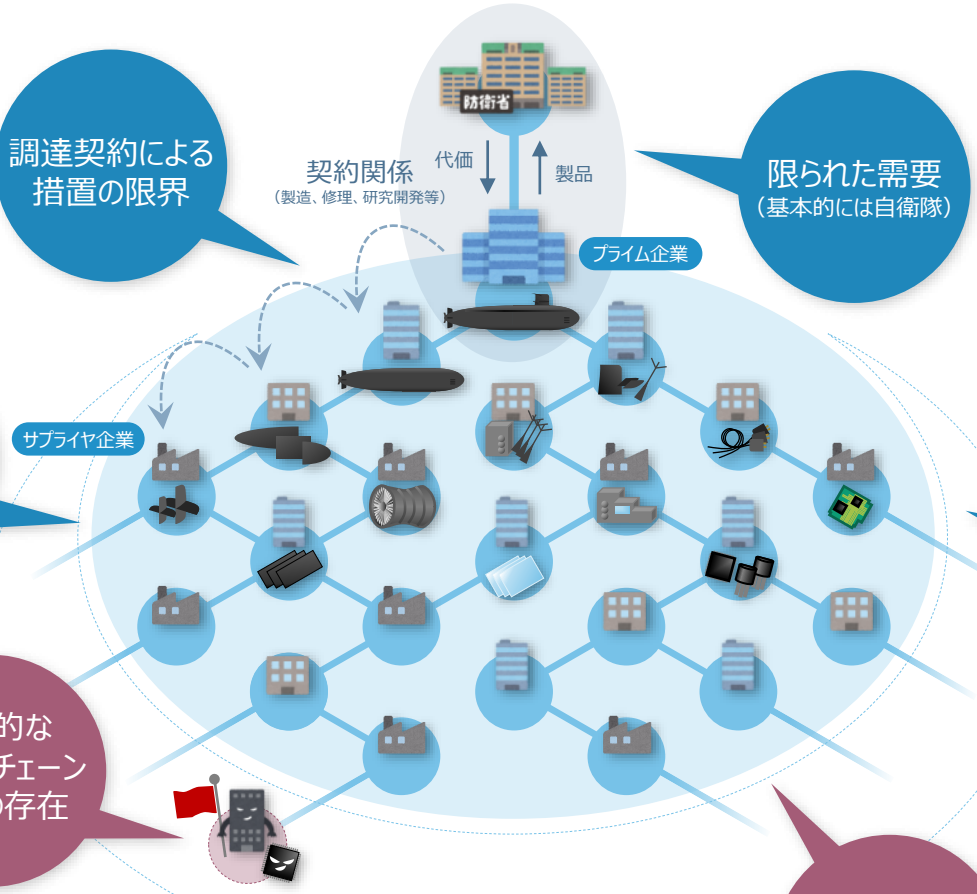 防衛省
調達契約による
措置の限界
契約関係
（製造、修理、研究開発等）
代価
製品
限られた需要
（基本的には自衛隊）
プライム企業
サプライヤ企業
的な
チェーン
の存在